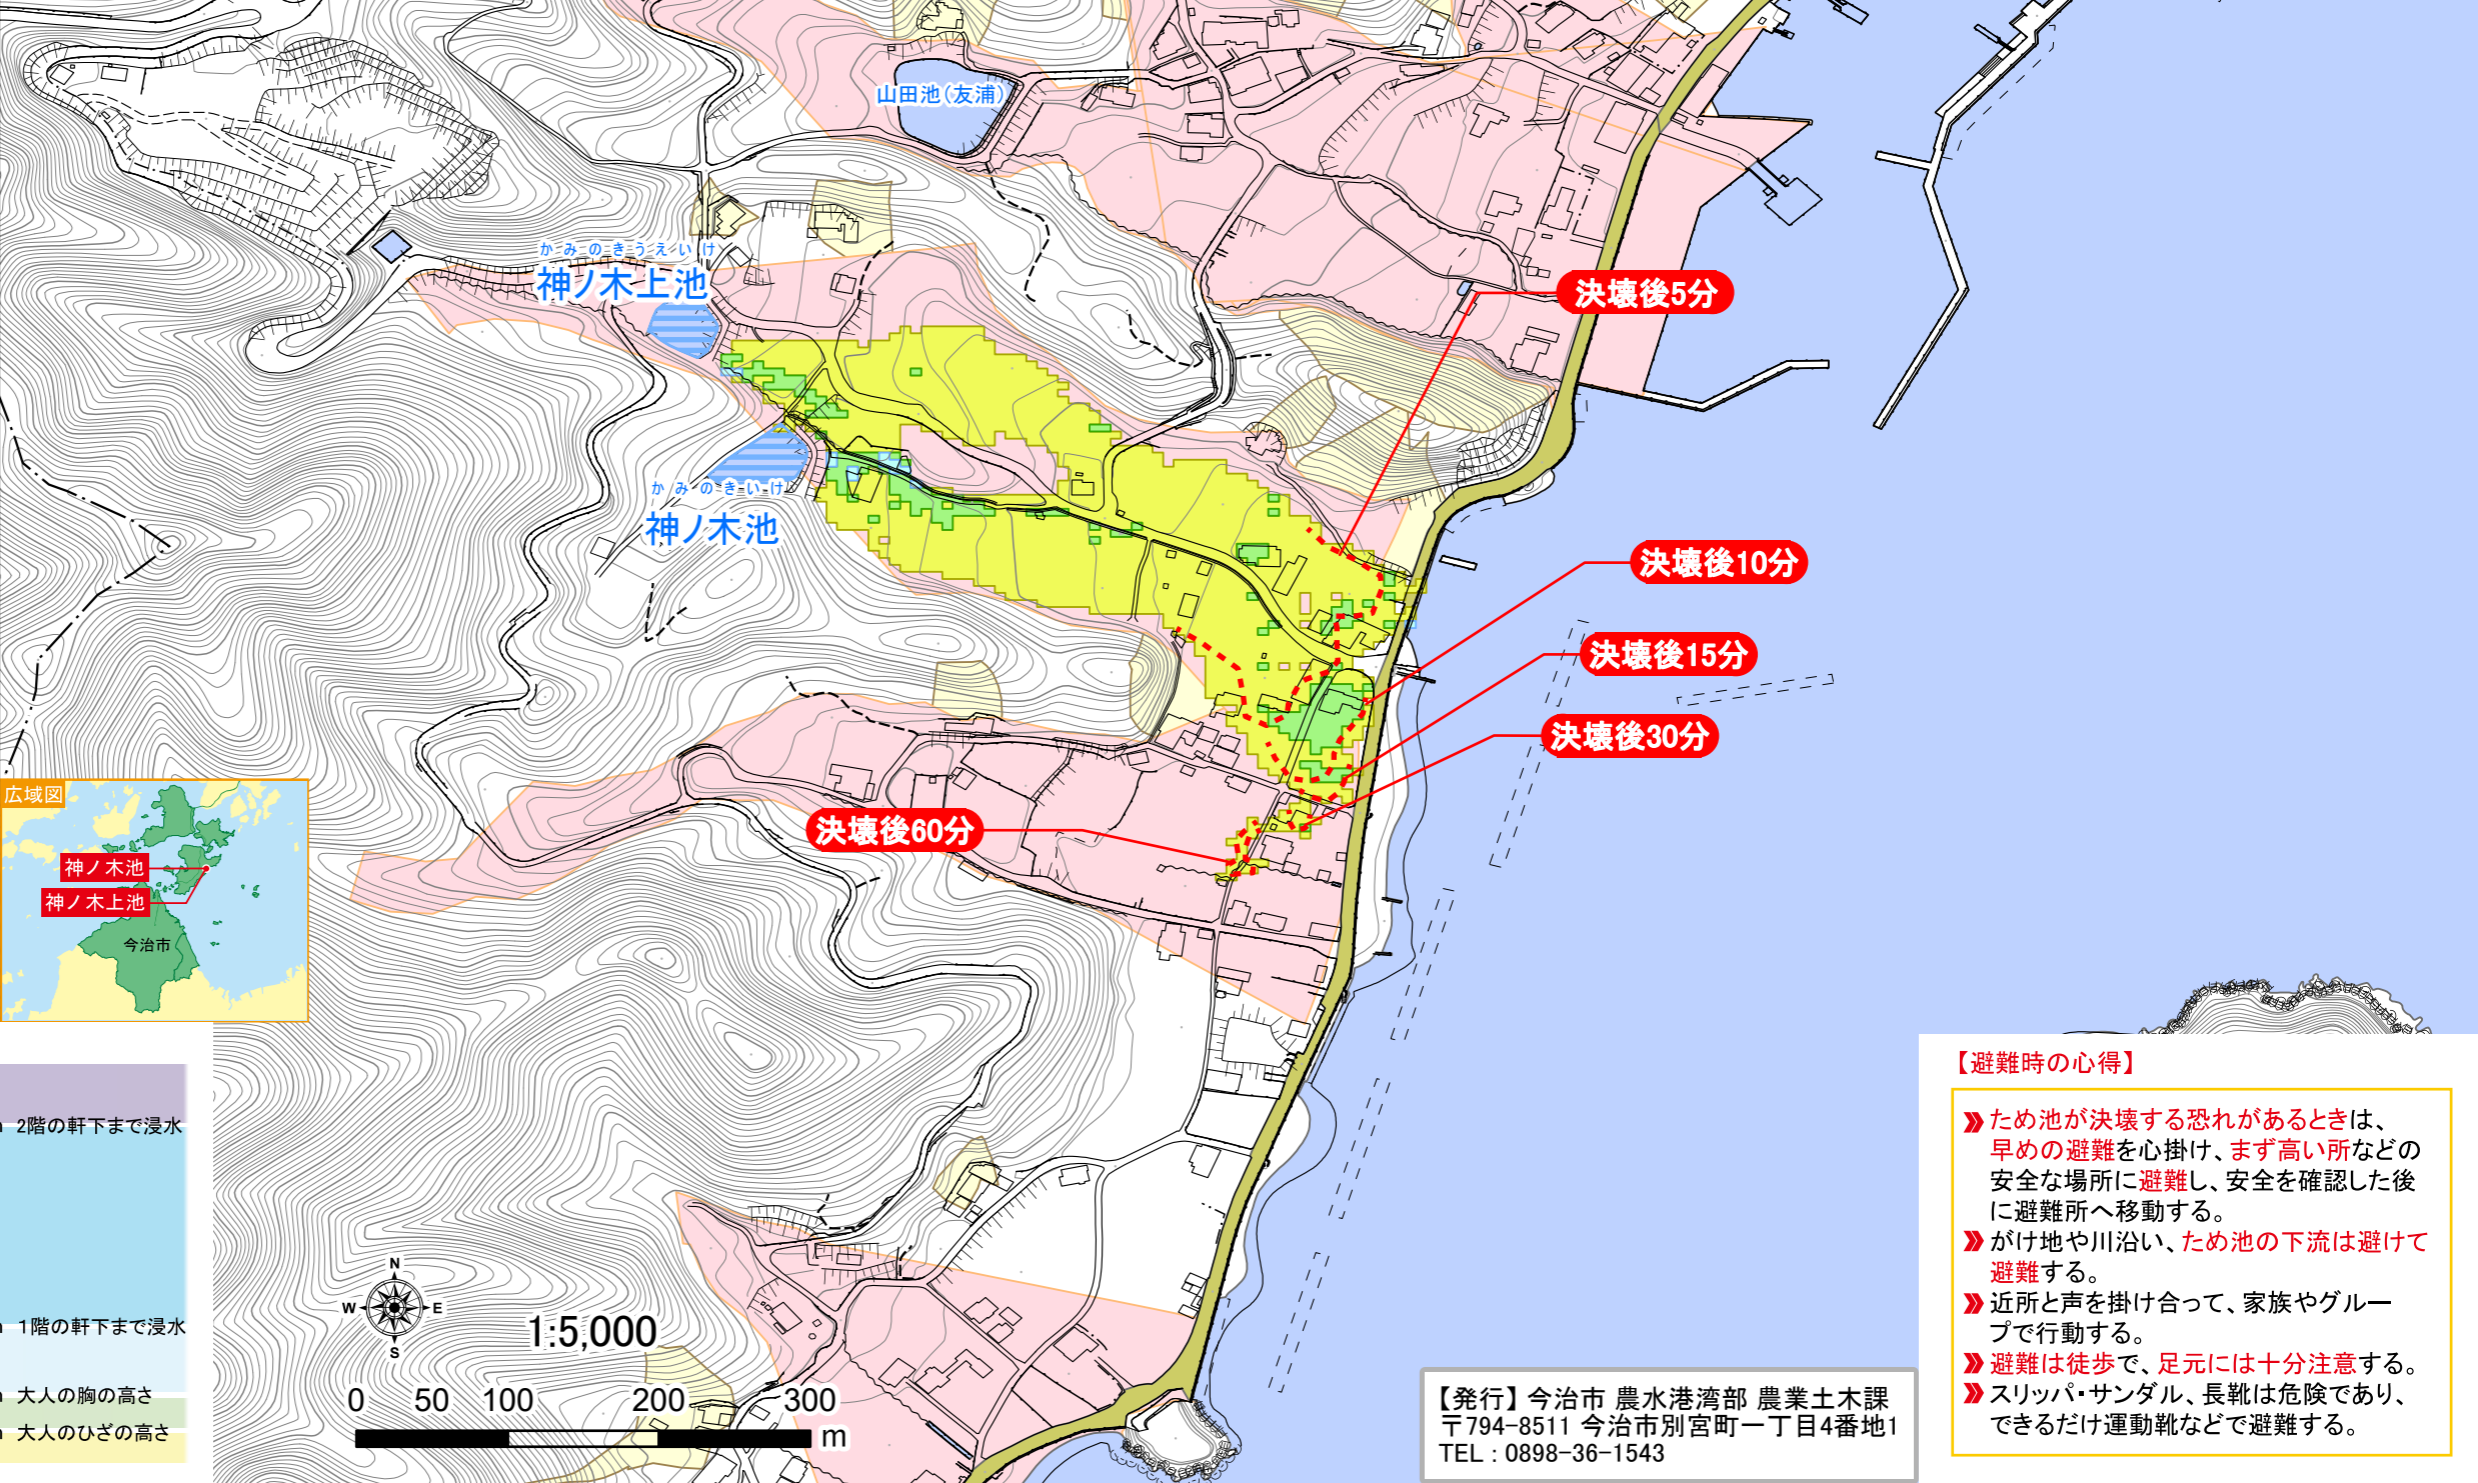 山田池(友浦)
かみのきうえいけ
神ノ木上池
かみのきいけ
神ノ木池
決壊後5分
決壊後10分
決壊後15分
決壊後30分
決壊後60分
広域図
神ノ木池
神ノ木上池
今治市
2階の軒下まで浸水
1階の軒下まで浸水
大人の胸の高さ
大人のひざの高さ
N
W
E
S
1:5,000
0 50 100 200 300
m
【発行】今治市 農水港湾部 農業土木課
〒794-8511 今治市別宮町一丁目4番地1
TEL : 0898-36-1543
【避難時の心得】
ため池が決壊する恐れがあるときは、
早めの避難を心掛け、まず高い所などの
安全な場所に避難し、安全を確認した後
に避難所へ移動する。
がけ地や川沿い、ため池の下流は避けて
避難する。
近所と声を掛け合って、家族やグルー
プで行動する。
避難は徒歩で、足元には十分注意する。
スリッパ・サンダル、長靴は危険であり、
できるだけ運動靴などで避難する。